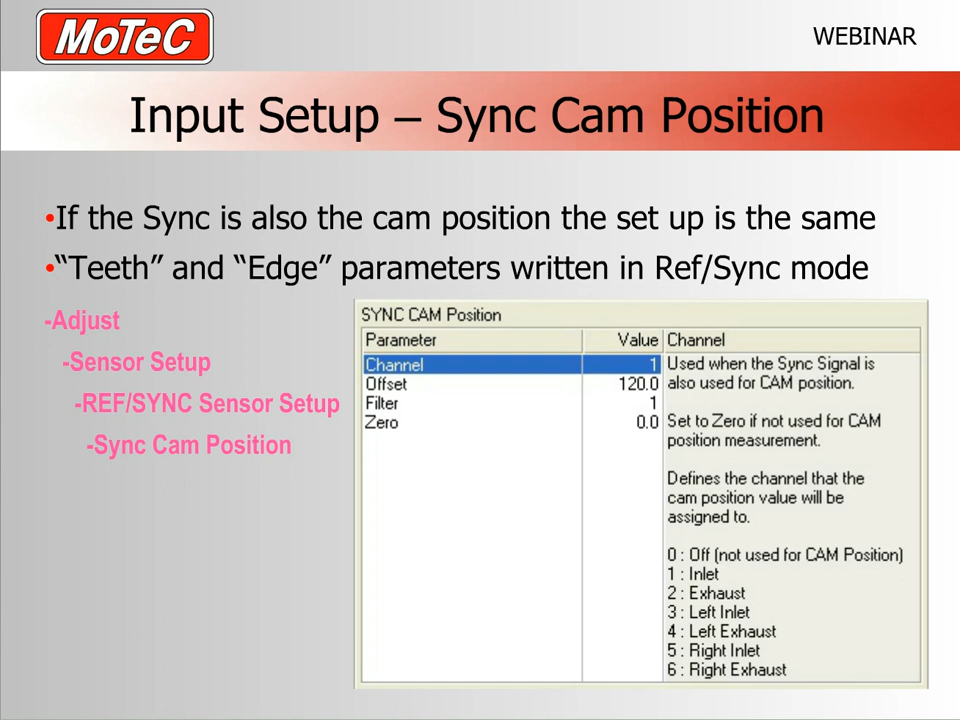 MoTeC
WEBINAR
Input Setup – Sync Cam Position
•If the Sync is also the cam position the set up is the same
•“Teeth” and “Edge” parameters written in Ref/Sync mode
-Adjust
-Sensor Setup
-REF/SYNC Sensor Setup
-Sync Cam Position
SYNC CAM Position
Parameter Value Channel
Channel 1
Offset 120.0
Filter 1
Zero 0.0
Used when the Sync Signal is
also used for CAM position.
Set to Zero if not used for CAM
position measurement.
Defines the channel that the
cam position value will be
assigned to.
0 : Off (not used for CAM Position)
1 : Inlet
2 : Exhaust
3 : Left Inlet
4 : Left Exhaust
5 : Right Inlet
6 : Right Exhaust